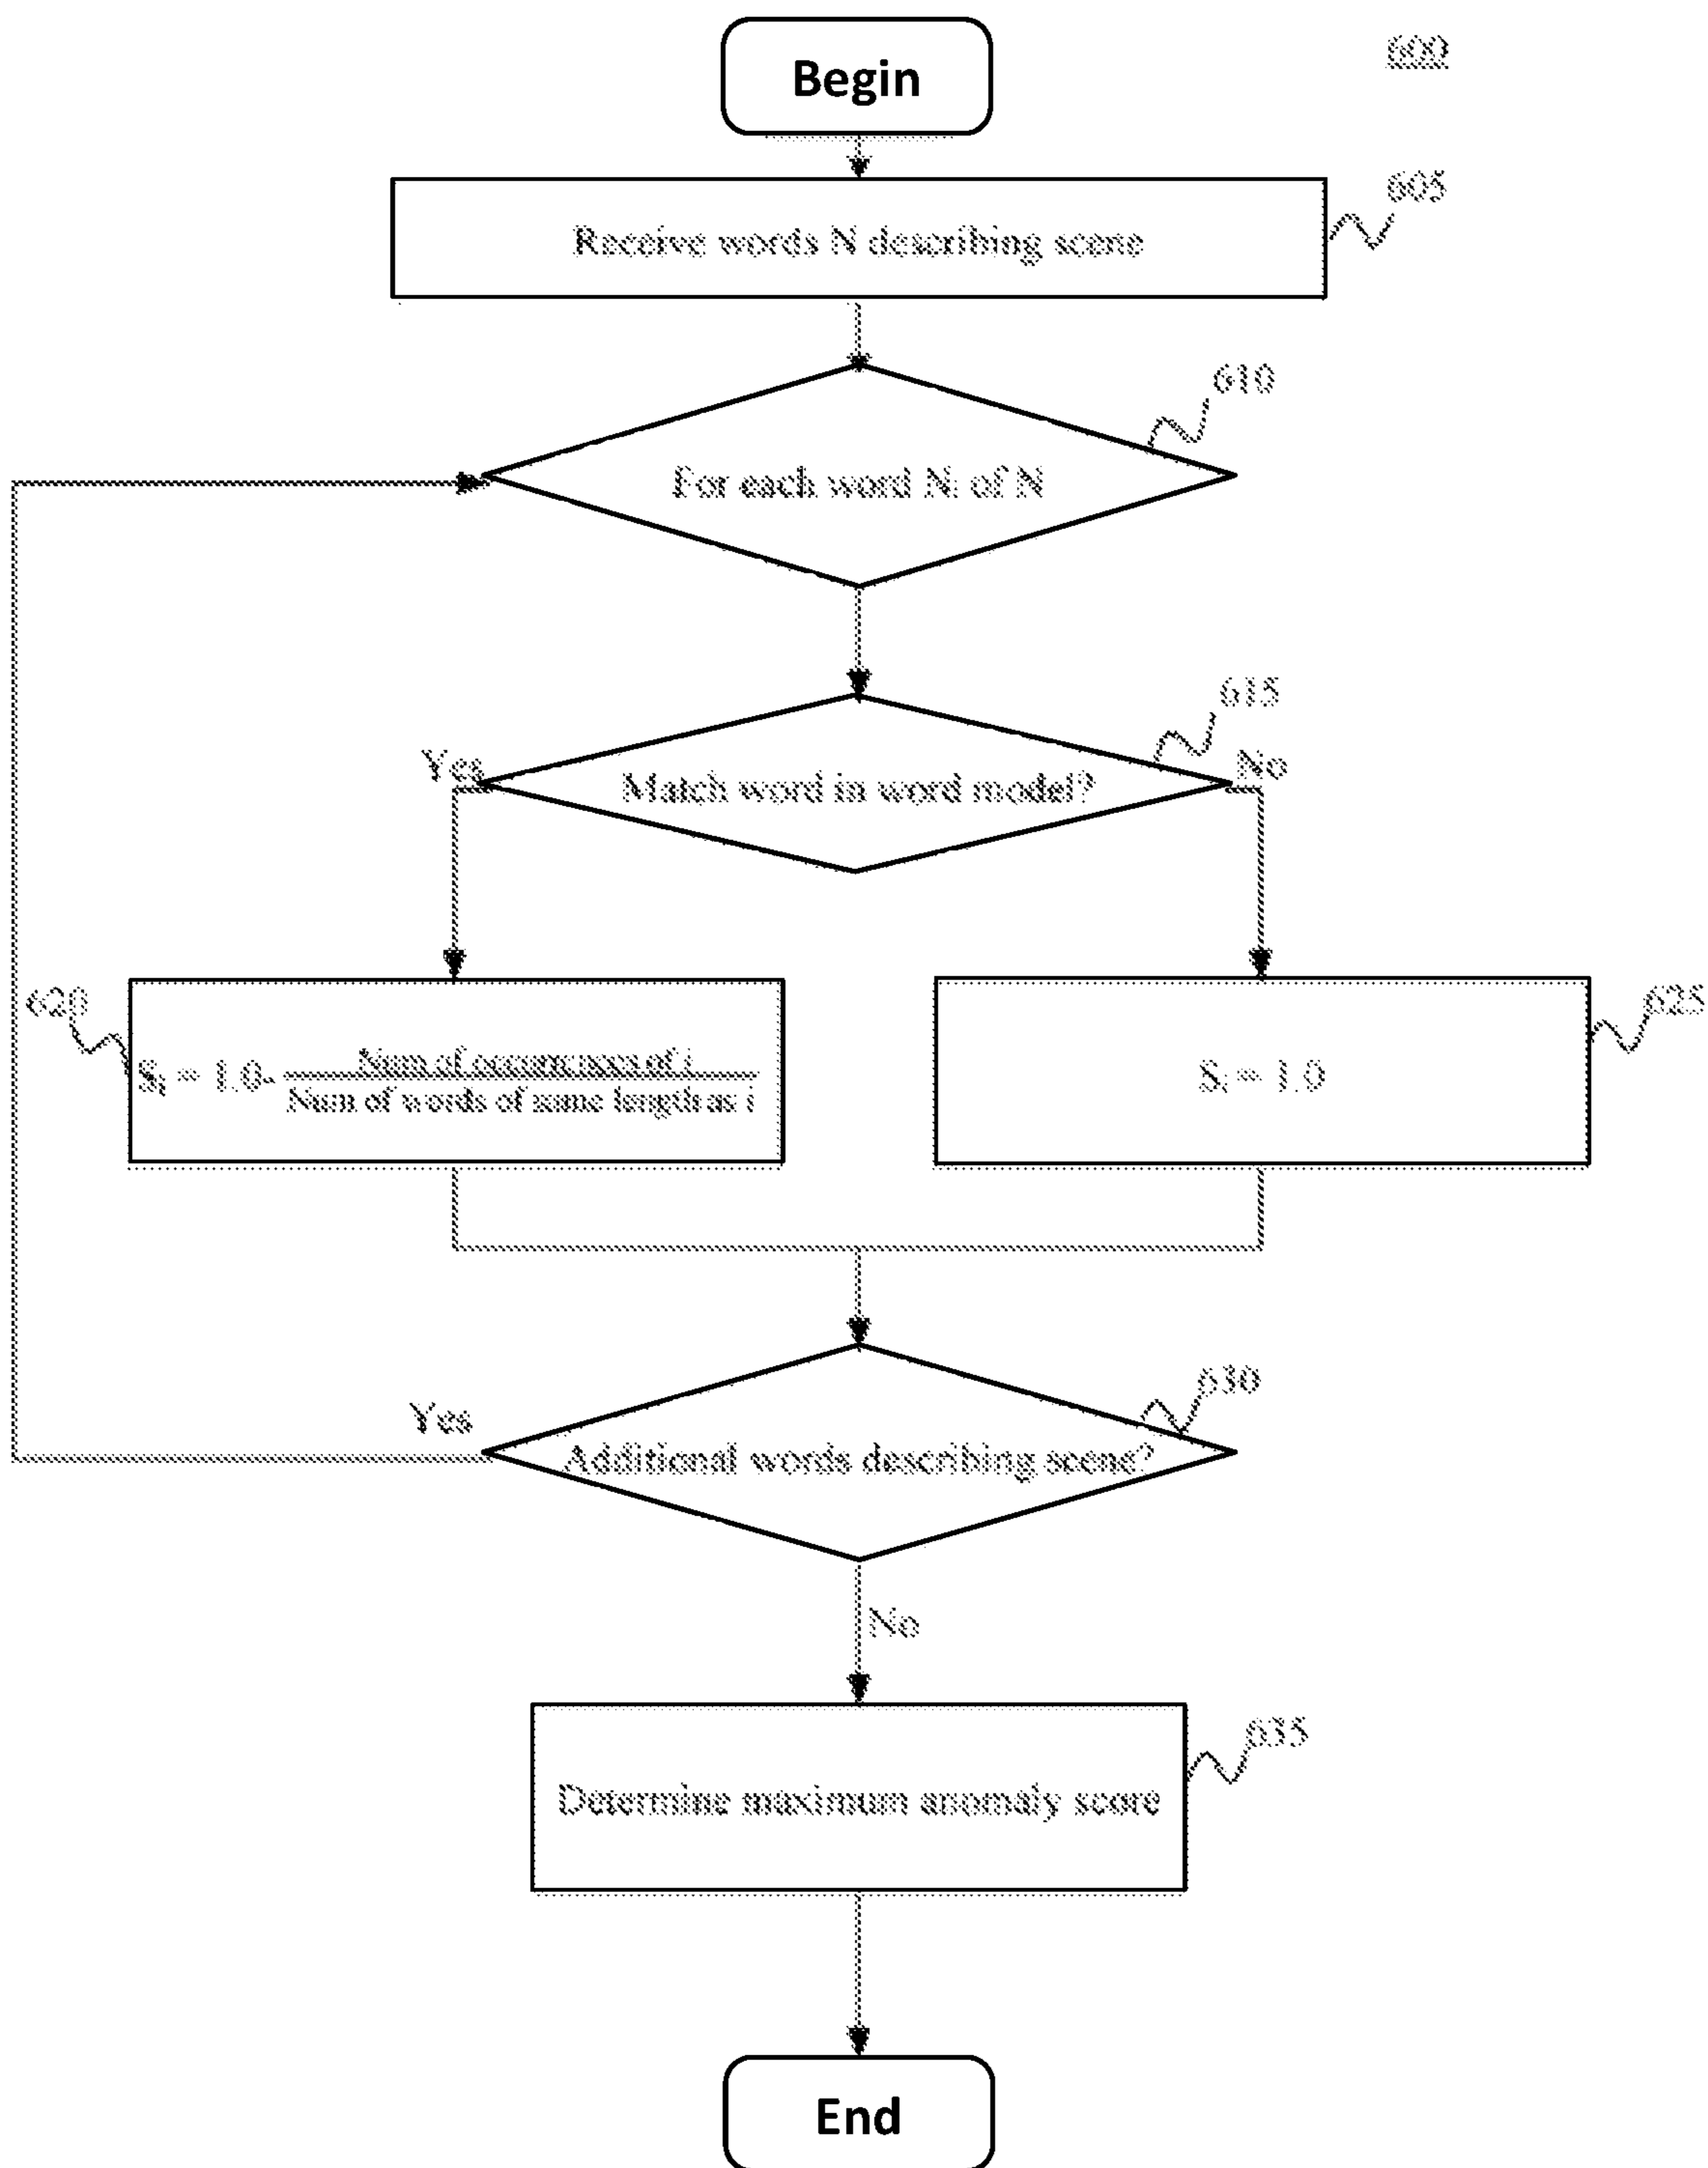 Begin
600
605
Receive words N describing scene
610
For each word Nᵢ of N
615
Yes
No
Match word in word model?
620
625
Sᵢ = 1.0- Num of occurrences of i
Num of words of same length as i
Sᵢ = 1.0
630
Yes
Additional words describing scene?
No
635
Determine maximum anomaly score
End